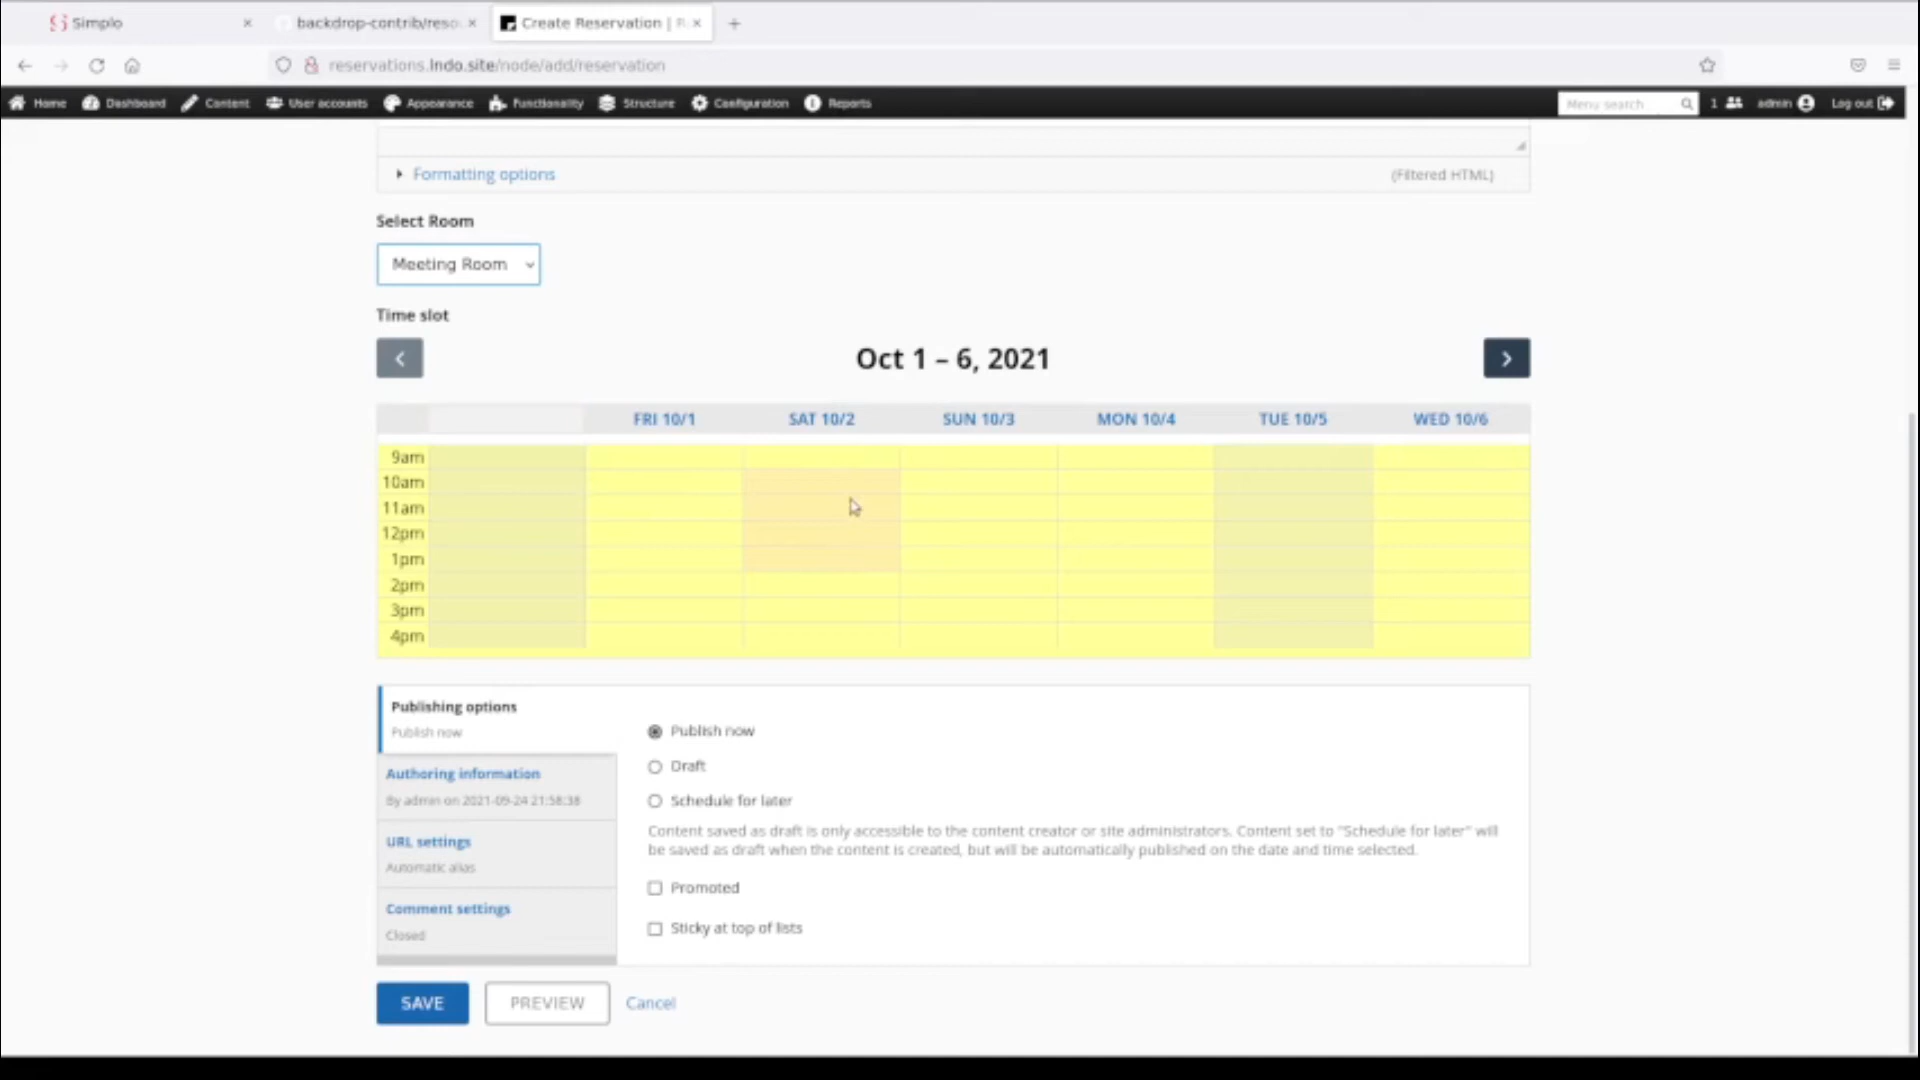 Simplo
backdrop-contrib/reso
Create Reservation | R
reservations.lndo.site/node/add/reservation
Home Dashboard Content User accounts Appearance Functionality Structure Configuration Reports Menu search 1 admin Log out
Formatting options (Filtered HTML)
Select Room
Meeting Room
Time slot
Oct 1 – 6, 2021
FRI 10/1 SAT 10/2 SUN 10/3 MON 10/4 TUE 10/5 WED 10/6
9am
10am
11am
12pm
1pm
2pm
3pm
4pm
Publishing options
Publish now
Authoring information
By admin on 2021-09-24 21:58:38
URL settings
Automatic alias
Comment settings
Closed
Publish now
Draft
Schedule for later
Content saved as draft is only accessible to the content creator or site administrators. Content set to "Schedule for later" will
be saved as draft when the content is created, but will be automatically published on the date and time selected.
Promoted
Sticky at top of lists
SAVE PREVIEW Cancel